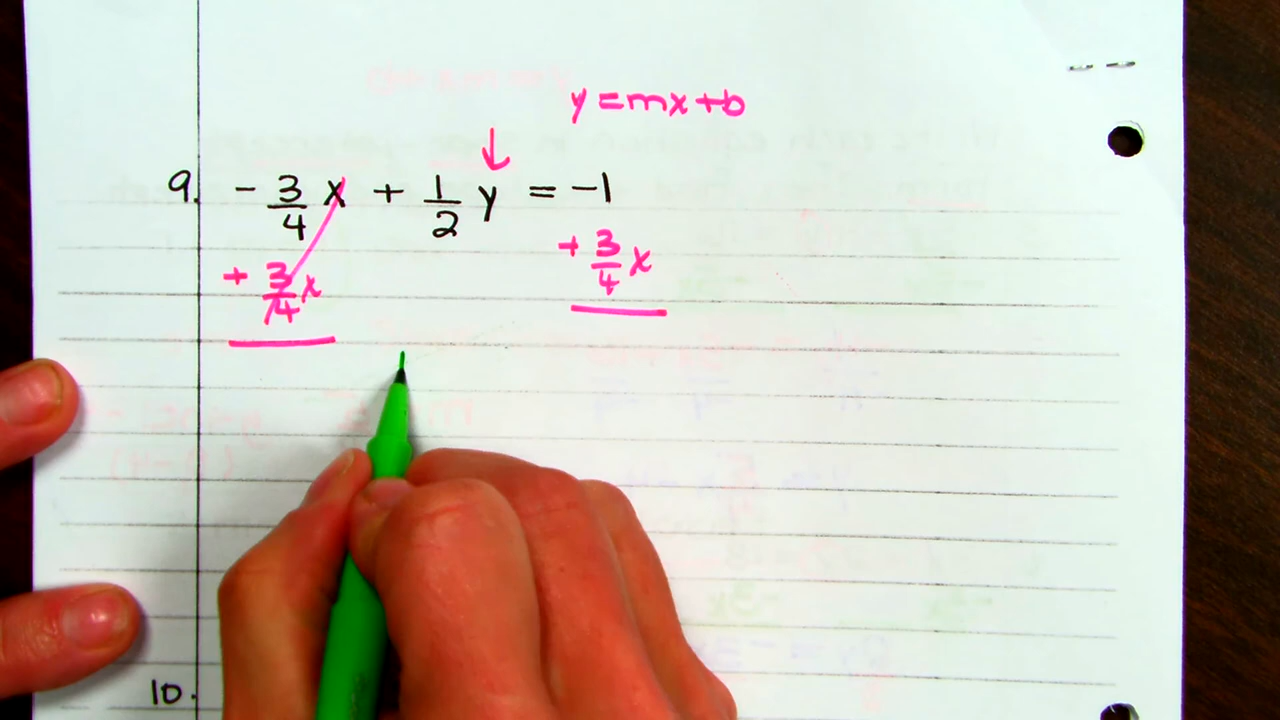 y = mx + b
9. - 3/4 x + 1/2 y = -1
+ 3/4 x + 3/4 x
10.